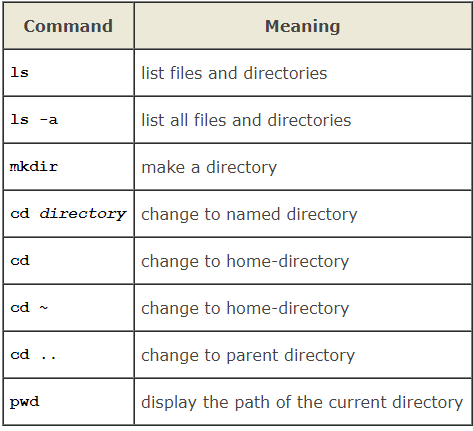 Command Meaning
ls list files and directories
ls -a list all files and directories
mkdir make a directory
cd directory change to named directory
cd change to home-directory
cd ~ change to home-directory
cd .. change to parent directory
pwd display the path of the current directory